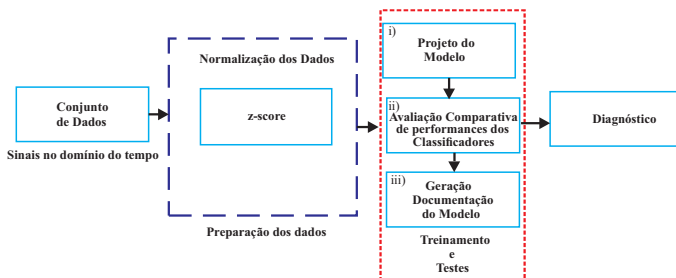 Conjunto
de Dados
Sinais no domínio do tempo
Normalização dos Dados
z-score
Preparação dos dados
i)
Projeto do
Modelo
ii)
Avaliação Comparativa
de performances dos
Classificadores
iii)
Geração
Documentação
do Modelo
Treinamento
e
Testes
Diagnóstico